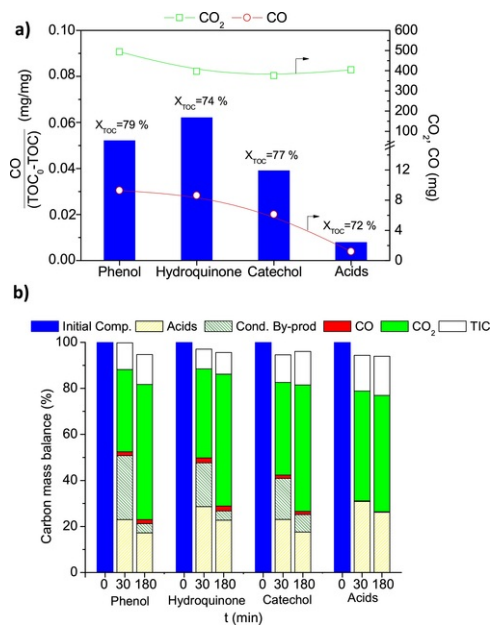 a)
CO₂ CO
0.10
0.08
0.06
0.04
0.02
0.00
CO
(TOC₀-TOC)
(mg/mg)
X_TOC=79 %
X_TOC=74 %
X_TOC=77 %
X_TOC=72 %
600
500
400
300
200
100
12
8
4
0
CO₂, CO (mg)
Phenol Hydroquinone Catechol Acids
b)
Initial Comp. Acids Cond. By-prod CO CO₂ TIC
100
80
60
40
20
0
Carbon mass balance (%)
0 30 180 0 30 180 0 30 180 0 30 180
Phenol Hydroquinone Catechol Acids
t (min)